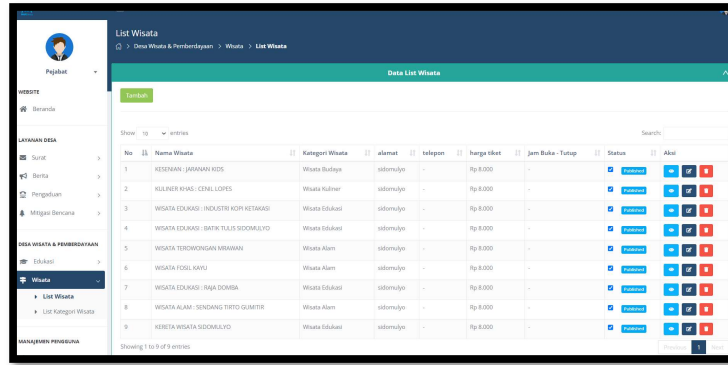 List Wisata
Desa Wisata & Pemberdayaan > Wisata > List Wisata
Pejabat
WEBSITE
Beranda
LAYANAN DESA
Surat
Berita
Pengaduan
Mitigasi Bencana
DESA WISATA & PEMBERDAYAAN
Edukasi
Wisata
List Wisata
List Kategori Wisata
MANAJEMEN PENGGUNA
Data List Wisata
Tambah
Show 10 entries
Search:
No Nama Wisata Kategori Wisata alamat telepon harga tiket Jam Buka - Tutup Status Aksi
1 KESENIAN : JARANAN KIDS Wisata Budaya sidomulyo - Rp 8.000 - Published
2 KULINER KHAS : CENIL LOPES Wisata Kuliner sidomulyo - Rp 8.000 - Published
3 WISATA EDUKASI : INDUSTRI KOPI KETAKASI Wisata Edukasi sidomulyo - Rp 8.000 - Published
4 WISATA EDUKASI : BATIK TULIS SIDOMULYO Wisata Edukasi sidomulyo - Rp 8.000 - Published
5 WISATA TEROWONGAN MRAWAN Wisata Alam sidomulyo - Rp 8.000 - Published
6 WISATA FOSIL KAYU Wisata Alam sidomulyo - Rp 8.000 - Published
7 WISATA EDUKASI : RAJA DOMBA Wisata Edukasi sidomulyo - Rp 8.000 - Published
8 WISATA ALAM : SENDANG TIRTO GUMITIR Wisata Alam sidomulyo - Rp 8.000 - Published
9 KERETA WISATA SIDOMULYO Wisata Edukasi sidomulyo - Rp 8.000 - Published
Showing 1 to 9 of 9 entries
Previous 1 Next